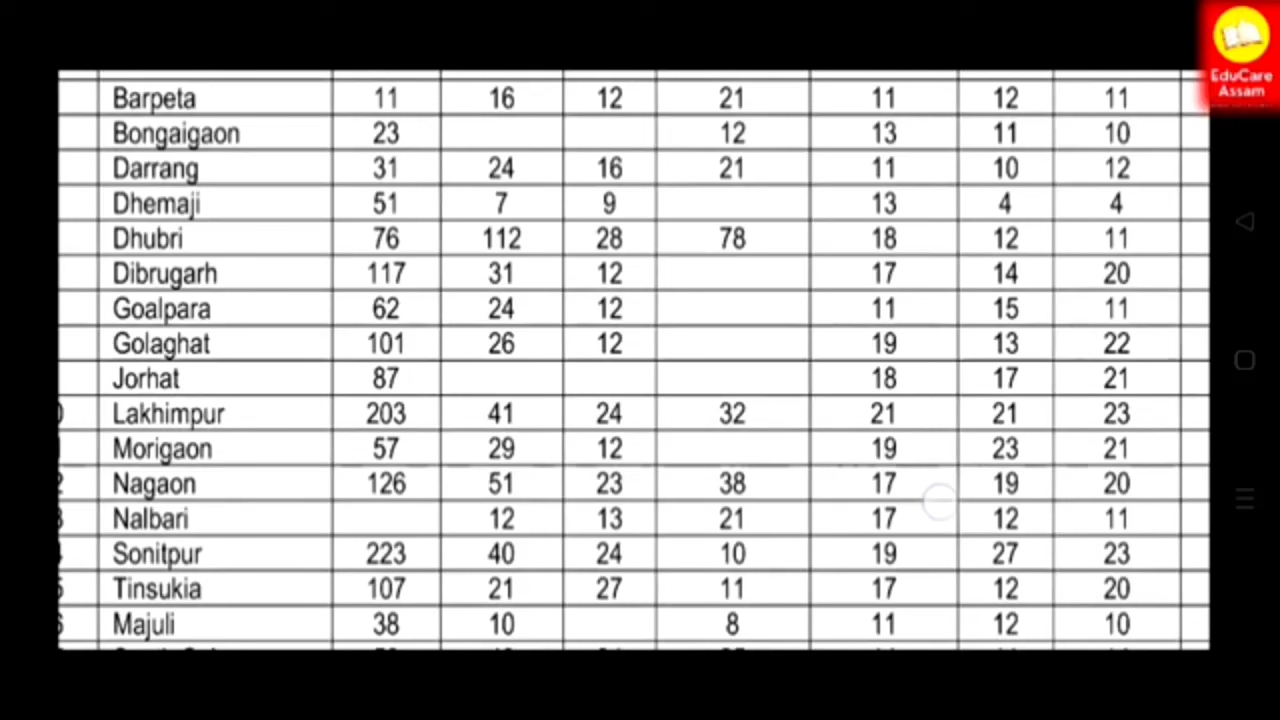 EduCare
Assam
Barpeta 11 16 12 21 11 12 11
Bongaigaon 23 12 13 11 10
Darrang 31 24 16 21 11 10 12
Dhemaji 51 7 9 13 4 4
Dhubri 76 112 28 78 18 12 11
Dibrugarh 117 31 12 17 14 20
Goalpara 62 24 12 11 15 11
Golaghat 101 26 12 19 13 22
Jorhat 87 18 17 21
Lakhimpur 203 41 24 32 21 21 23
Morigaon 57 29 12 19 23 21
Nagaon 126 51 23 38 17 19 20
Nalbari 12 13 21 17 12 11
Sonitpur 223 40 24 10 19 27 23
Tinsukia 107 21 27 11 17 12 20
Majuli 38 10 8 11 12 10